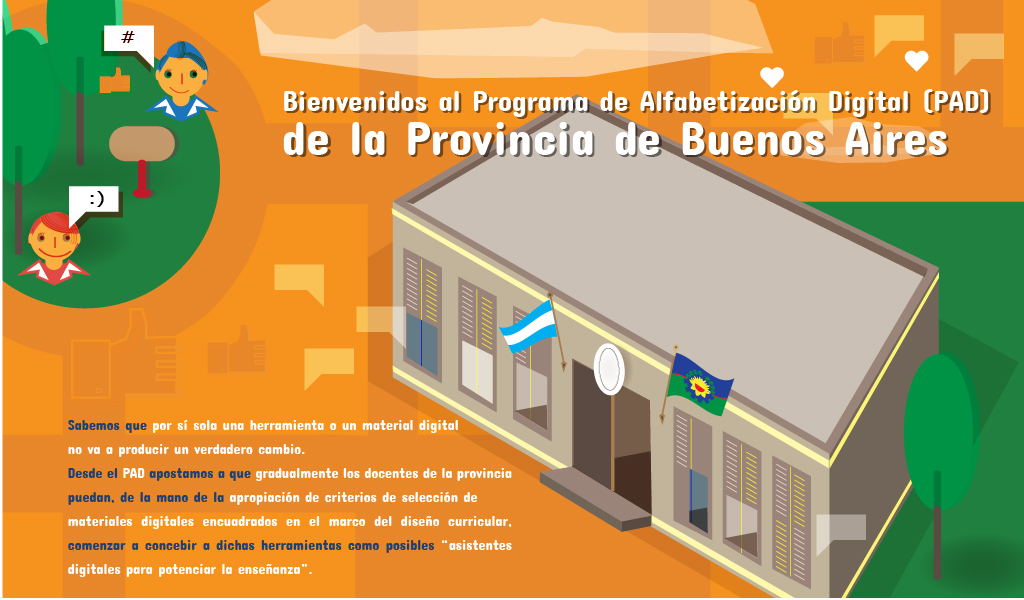 #
Bienvenidos al Programa de Alfabetización Digital (PAD)
de la Provincia de Buenos Aires
:)
Sabemos que por sí sola una herramienta o un material digital
no va a producir un verdadero cambio.
Desde el PAD apostamos a que gradualmente los docentes de la provincia
puedan, de la mano de la apropiación de criterios de selección de
materiales digitales encuadrados en el marco del diseño curricular,
comenzar a concebir a dichas herramientas como posibles "asistentes
digitales para potenciar la enseñanza".